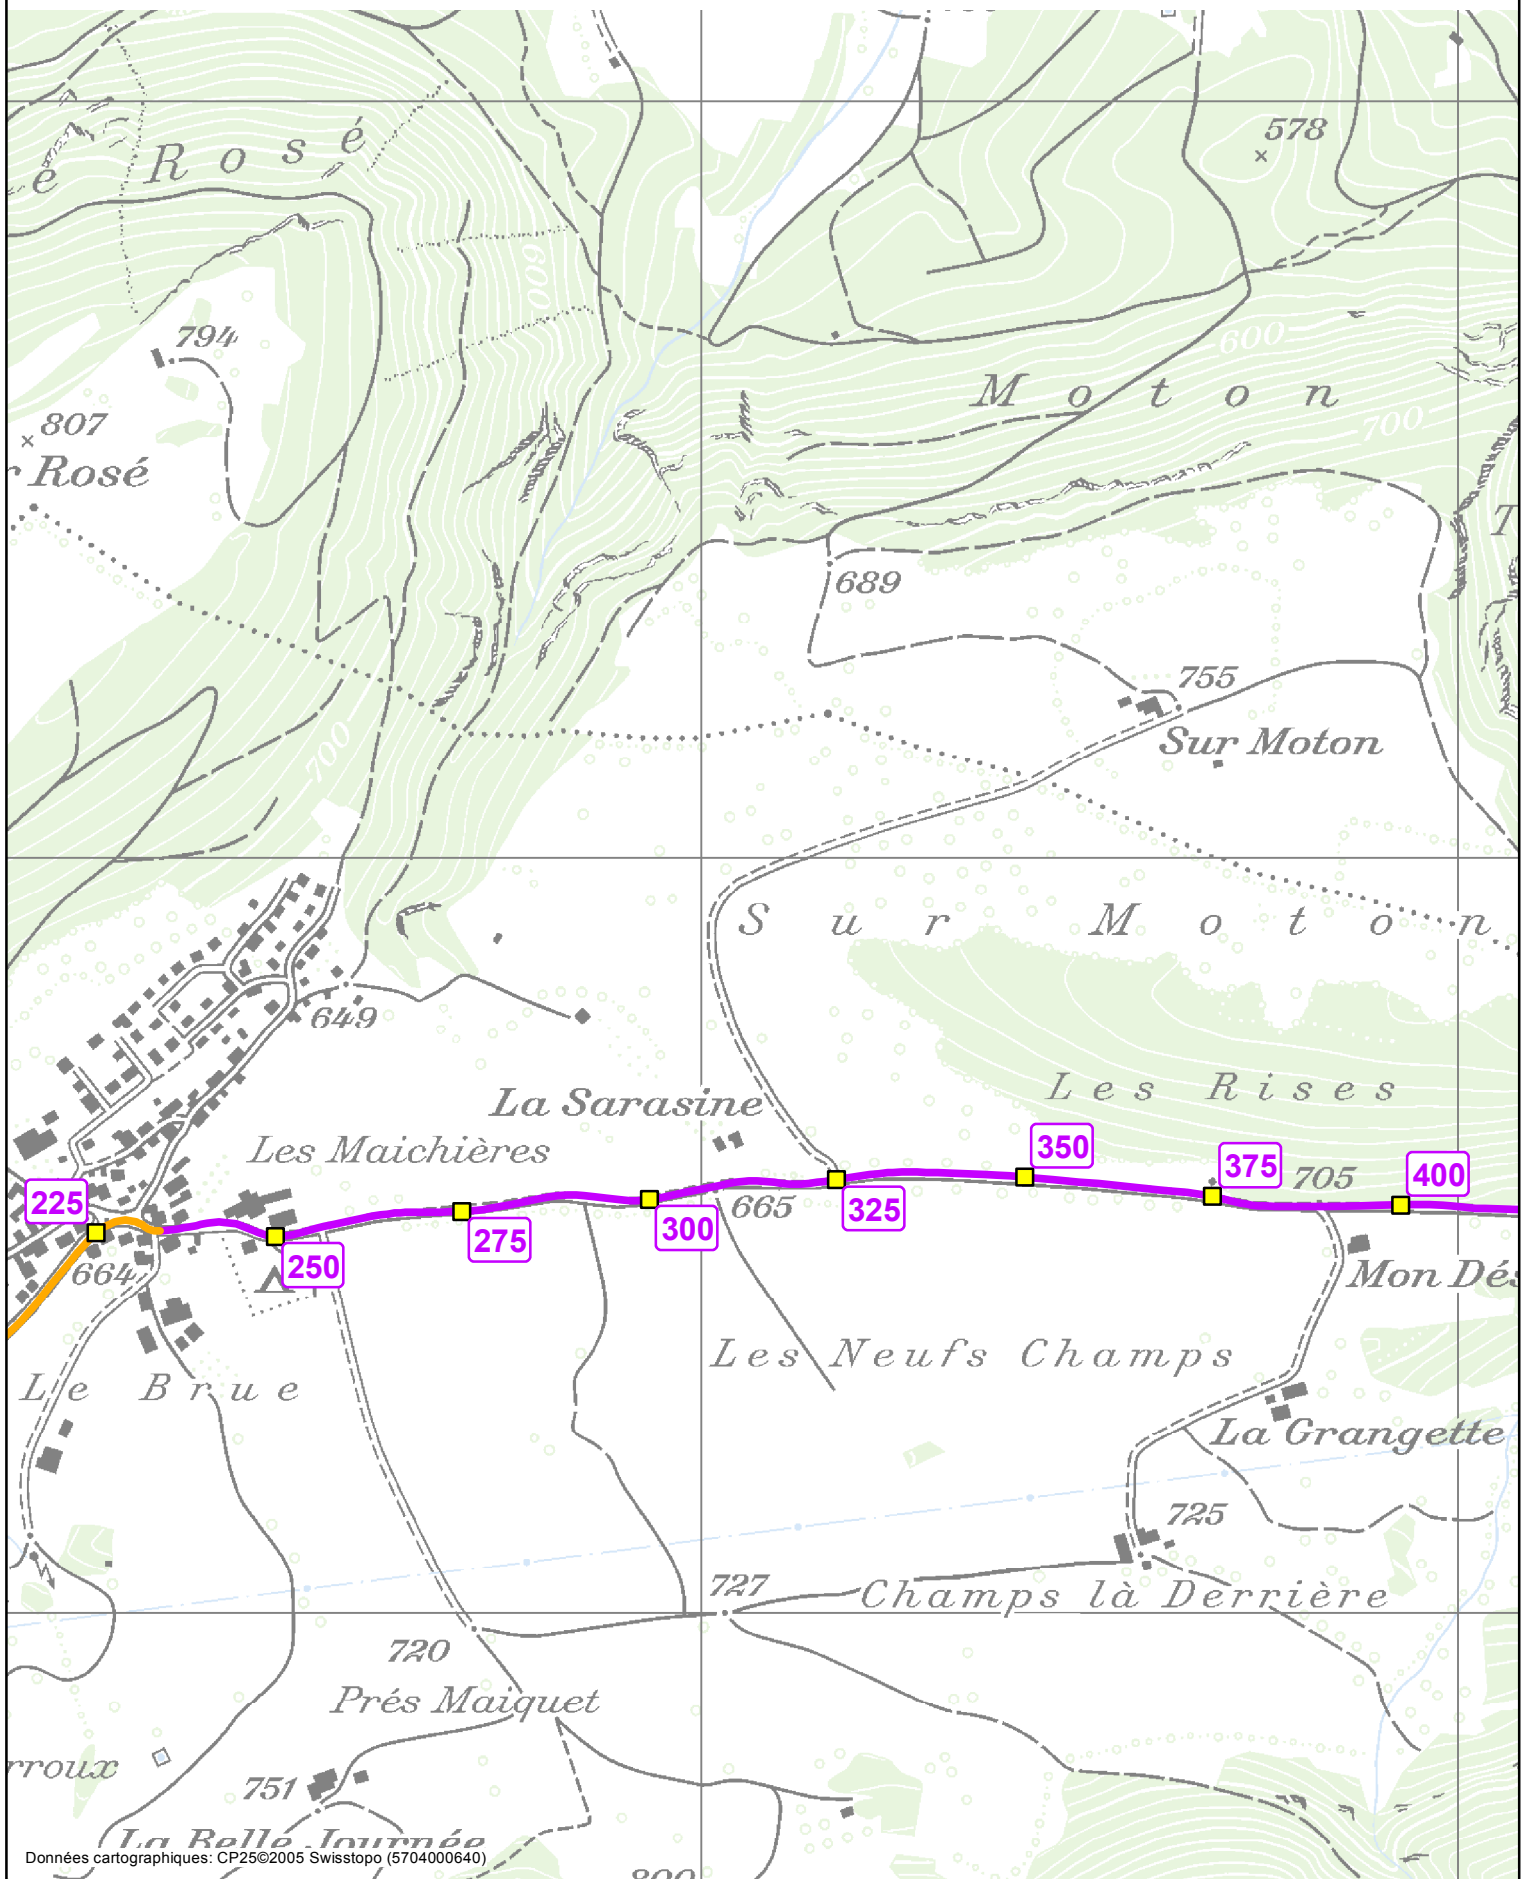 578
e Rosé
600
794
600
Moton
807
700
r Rosé
T
689
755
700
Sur Moton
Sur Moton
649
Les Rises
La Sarasine
Les Maichières
350
375
705
400
225
665
325
300
275
664
250
Mon Dés
Les Neufs Champs
Le Brue
La Grangette
725
727
Champs là Derrière
720
Prés Maiquet
rroux
751
La Belle Journée
Données cartographiques: CP25©2005 Swisstopo (5704000640)